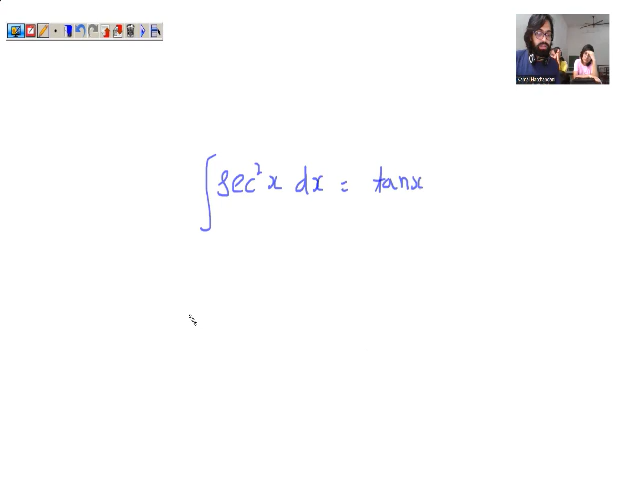 ∫ sec²x dx = tanx